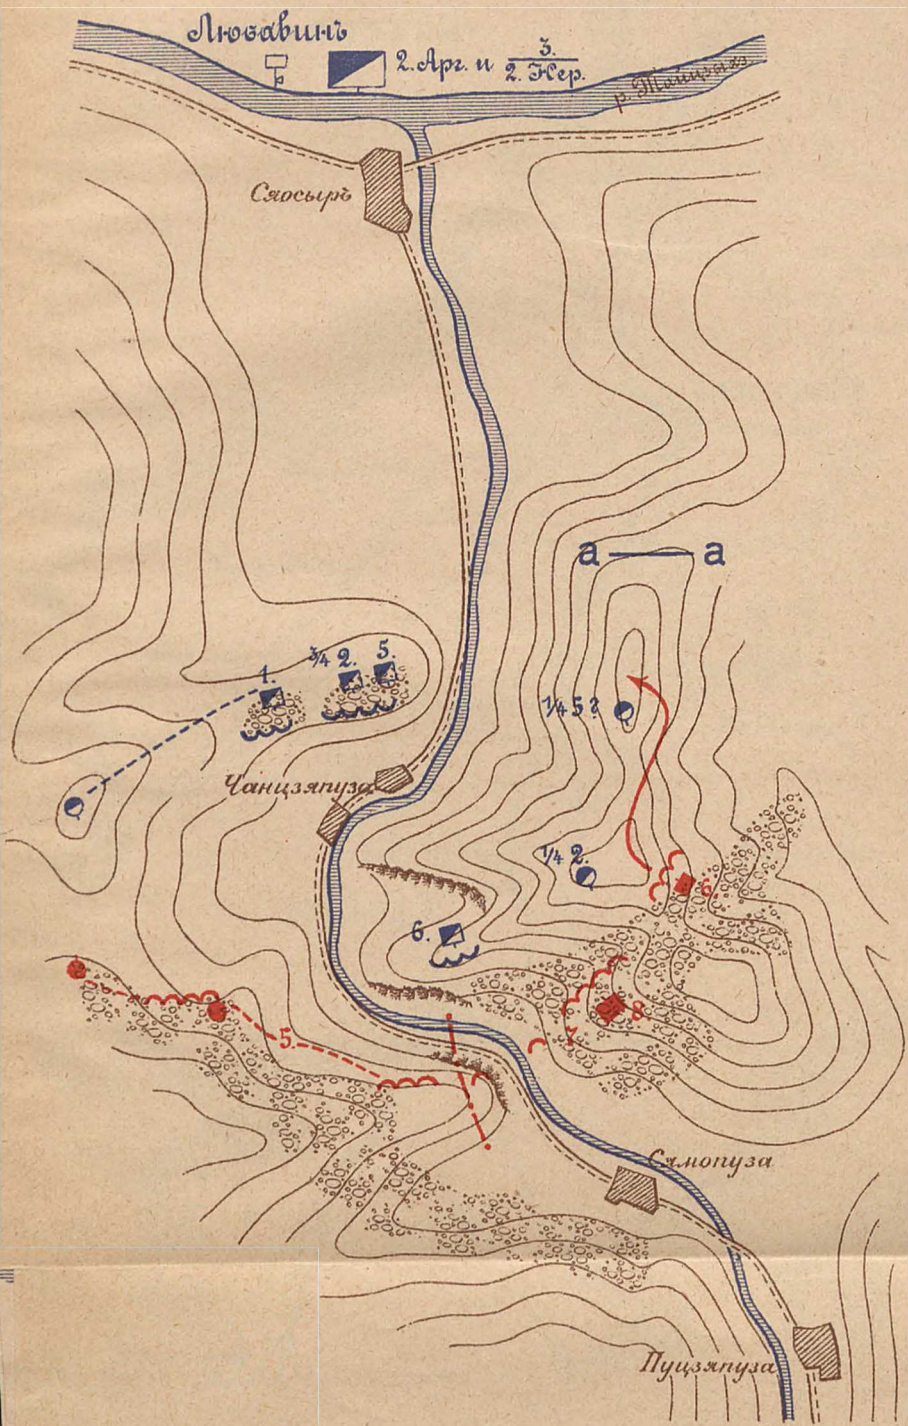 Любавинъ
2. Арг. и 3. 2. Нер.
р. Тайцзыхэ
Сяосыръ
а а
1. ¾ 2. 5.
¼ 5?
Чанцзяпуза
¼ 2.
6. 6.
8
5.
Сямопуза
Пуцзяпуза